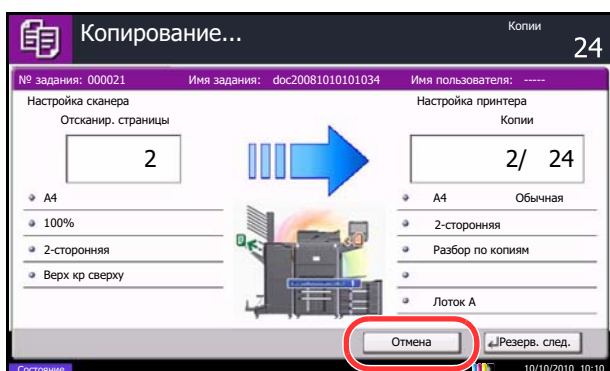 Копирование...
Копии
24
№ задания: 000021 Имя задания: doc20081010101034 Имя пользователя: -----
Настройка сканера Настройка принтера
Отсканир. страницы Копии
2 2/ 24
A4 A4 Обычная
100% 2-сторонняя
2-сторонняя Разбор по копиям
Верх кр сверху
Лоток A
Отмена Резерв. след.
Состояние 10/10/2010 10:10